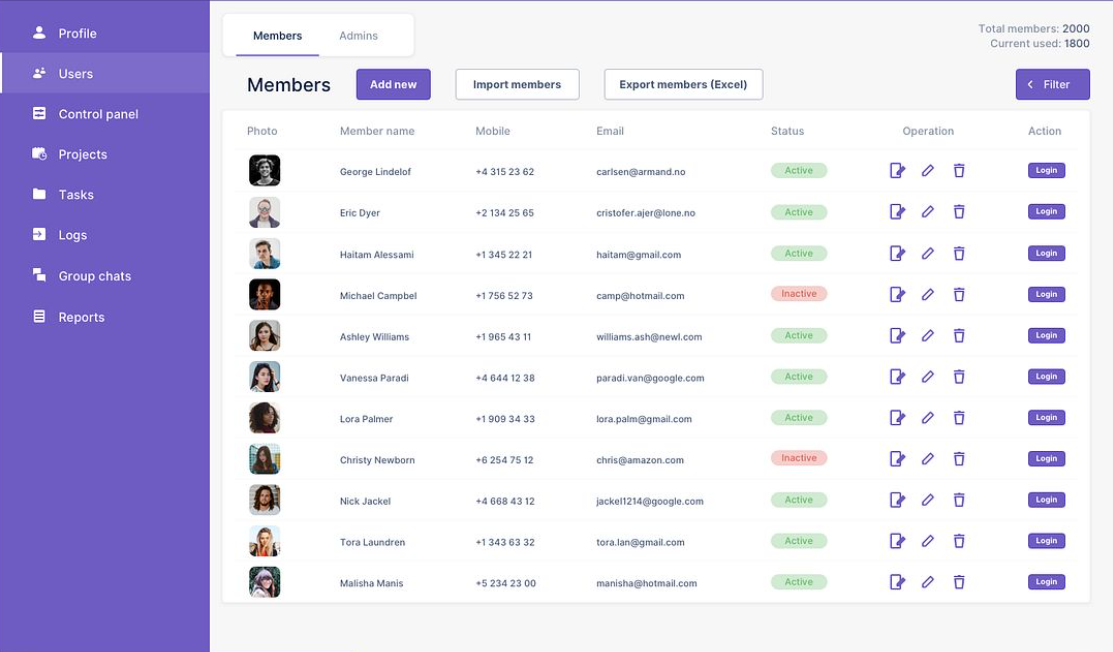 Profile
Users
Control panel
Projects
Tasks
Logs
Group chats
Reports
Members Admins
Total members: 2000
Current used: 1800
Members Add new Import members Export members (Excel) Filter
Photo Member name Mobile Email Status Operation Action
George Lindelof +4 315 23 62 carlsen@armand.no Active Login
Eric Dyer +2 134 25 65 cristofer.ajer@lone.no Active Login
Haitam Alessami +1 345 22 21 haitam@gmail.com Active Login
Michael Campbel +1 756 52 73 camp@hotmail.com Inactive Login
Ashley Williams +1 965 43 11 williams.ash@newl.com Active Login
Vanessa Paradi +4 644 12 38 paradi.van@google.com Active Login
Lora Palmer +1 909 34 33 lora.palm@gmail.com Active Login
Christy Newborn +6 254 75 12 chris@amazon.com Inactive Login
Nick Jackel +4 668 43 12 jackel1214@google.com Active Login
Tora Laundren +1 343 63 32 tora.lan@gmail.com Active Login
Malisha Manis +5 234 23 00 manisha@hotmail.com Active Login